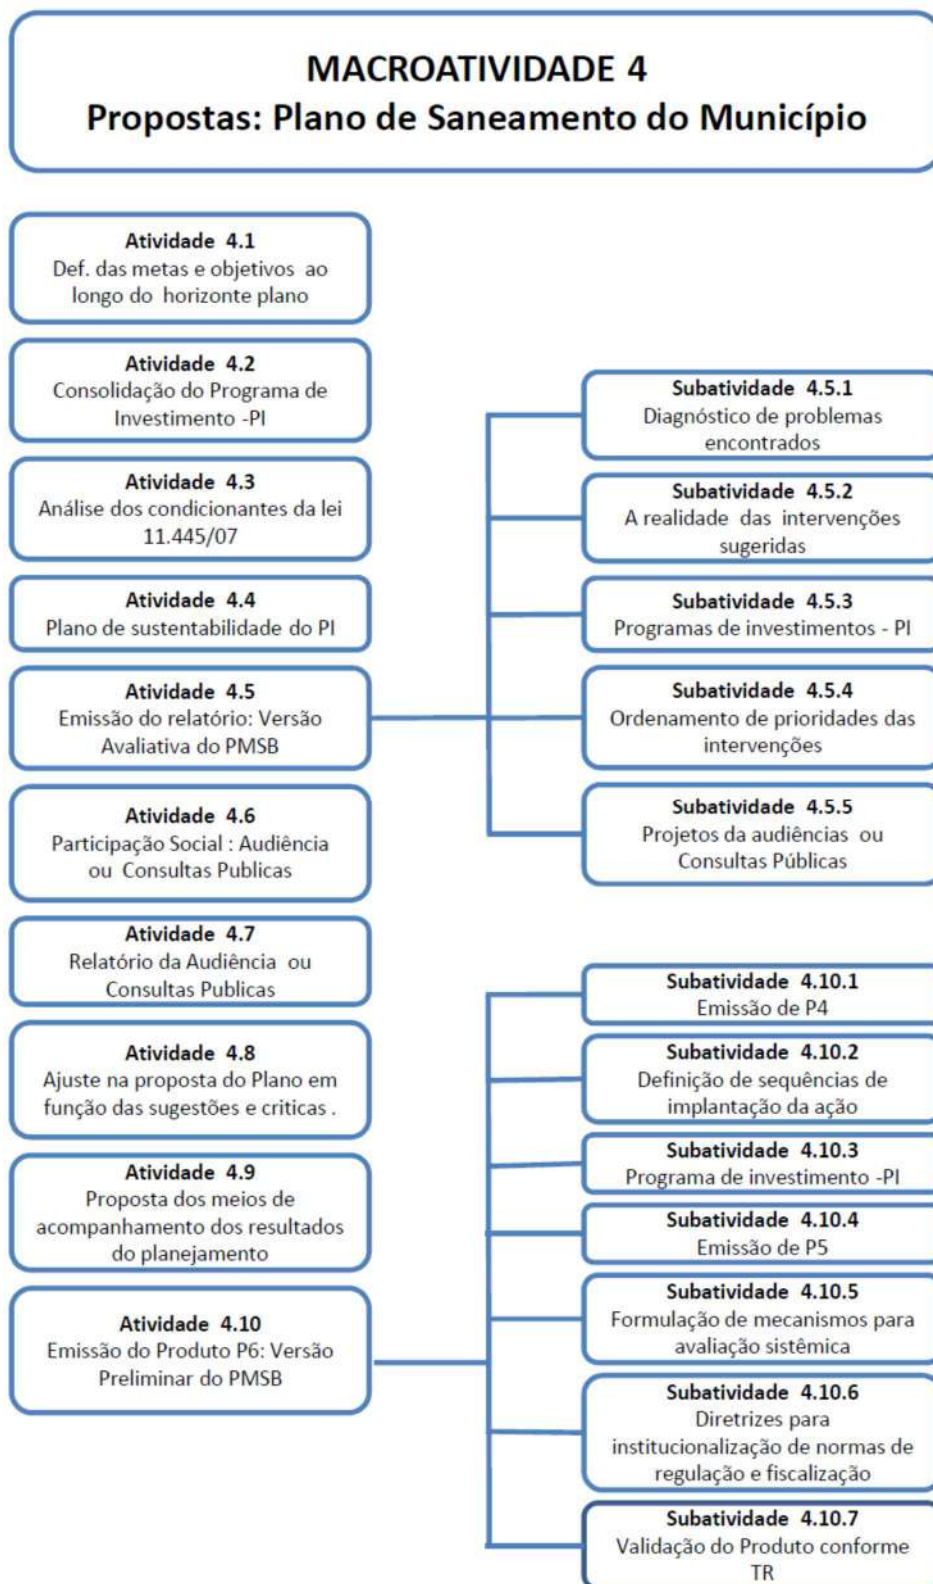 MACROATIVIDADE 4
Propostas: Plano de Saneamento do Município
Atividade 4.1
Def. das metas e objetivos ao
longo do horizonte plano
Atividade 4.2
Consolidação do Programa de
Investimento -PI
Atividade 4.3
Análise dos condicionantes da lei
11.445/07
Atividade 4.4
Plano de sustentabilidade do PI
Atividade 4.5
Emissão do relatório: Versão
Avaliativa do PMSB
Atividade 4.6
Participação Social : Audiência
ou Consultas Publicas
Atividade 4.7
Relatório da Audiência ou
Consultas Publicas
Atividade 4.8
Ajuste na proposta do Plano em
função das sugestões e criticas .
Atividade 4.9
Proposta dos meios de
acompanhamento dos resultados
do planejamento
Atividade 4.10
Emissão do Produto P6: Versão
Preliminar do PMSB
Subatividade 4.5.1
Diagnóstico de problemas
encontrados
Subatividade 4.5.2
A realidade das intervenções
sugeridas
Subatividade 4.5.3
Programas de investimentos - PI
Subatividade 4.5.4
Ordenamento de prioridades das
intervenções
Subatividade 4.5.5
Projetos da audiências ou
Consultas Públicas
Subatividade 4.10.1
Emissão de P4
Subatividade 4.10.2
Definição de sequências de
implantação da ação
Subatividade 4.10.3
Programa de investimento -PI
Subatividade 4.10.4
Emissão de P5
Subatividade 4.10.5
Formulação de mecanismos para
avaliação sistêmica
Subatividade 4.10.6
Diretrizes para
institucionalização de normas de
regulação e fiscalização
Subatividade 4.10.7
Validação do Produto conforme
TR